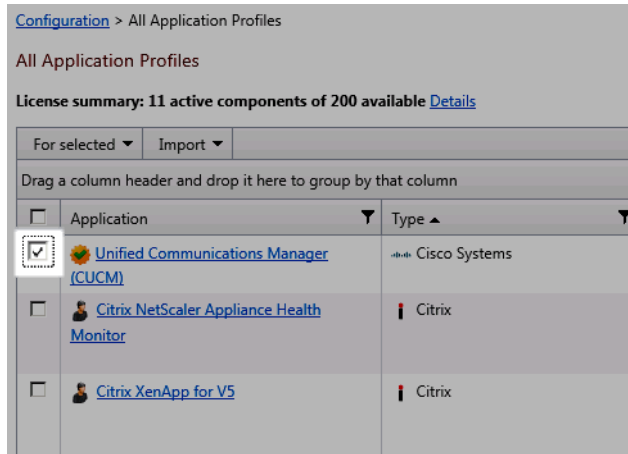 Configuration > All Application Profiles
All Application Profiles
License summary: 11 active components of 200 available Details
For selected Import
Drag a column header and drop it here to group by that column
Application Type
Unified Communications Manager Cisco Systems
(CUCM)
Citrix NetScaler Appliance Health Citrix
Monitor
Citrix XenApp for V5 Citrix